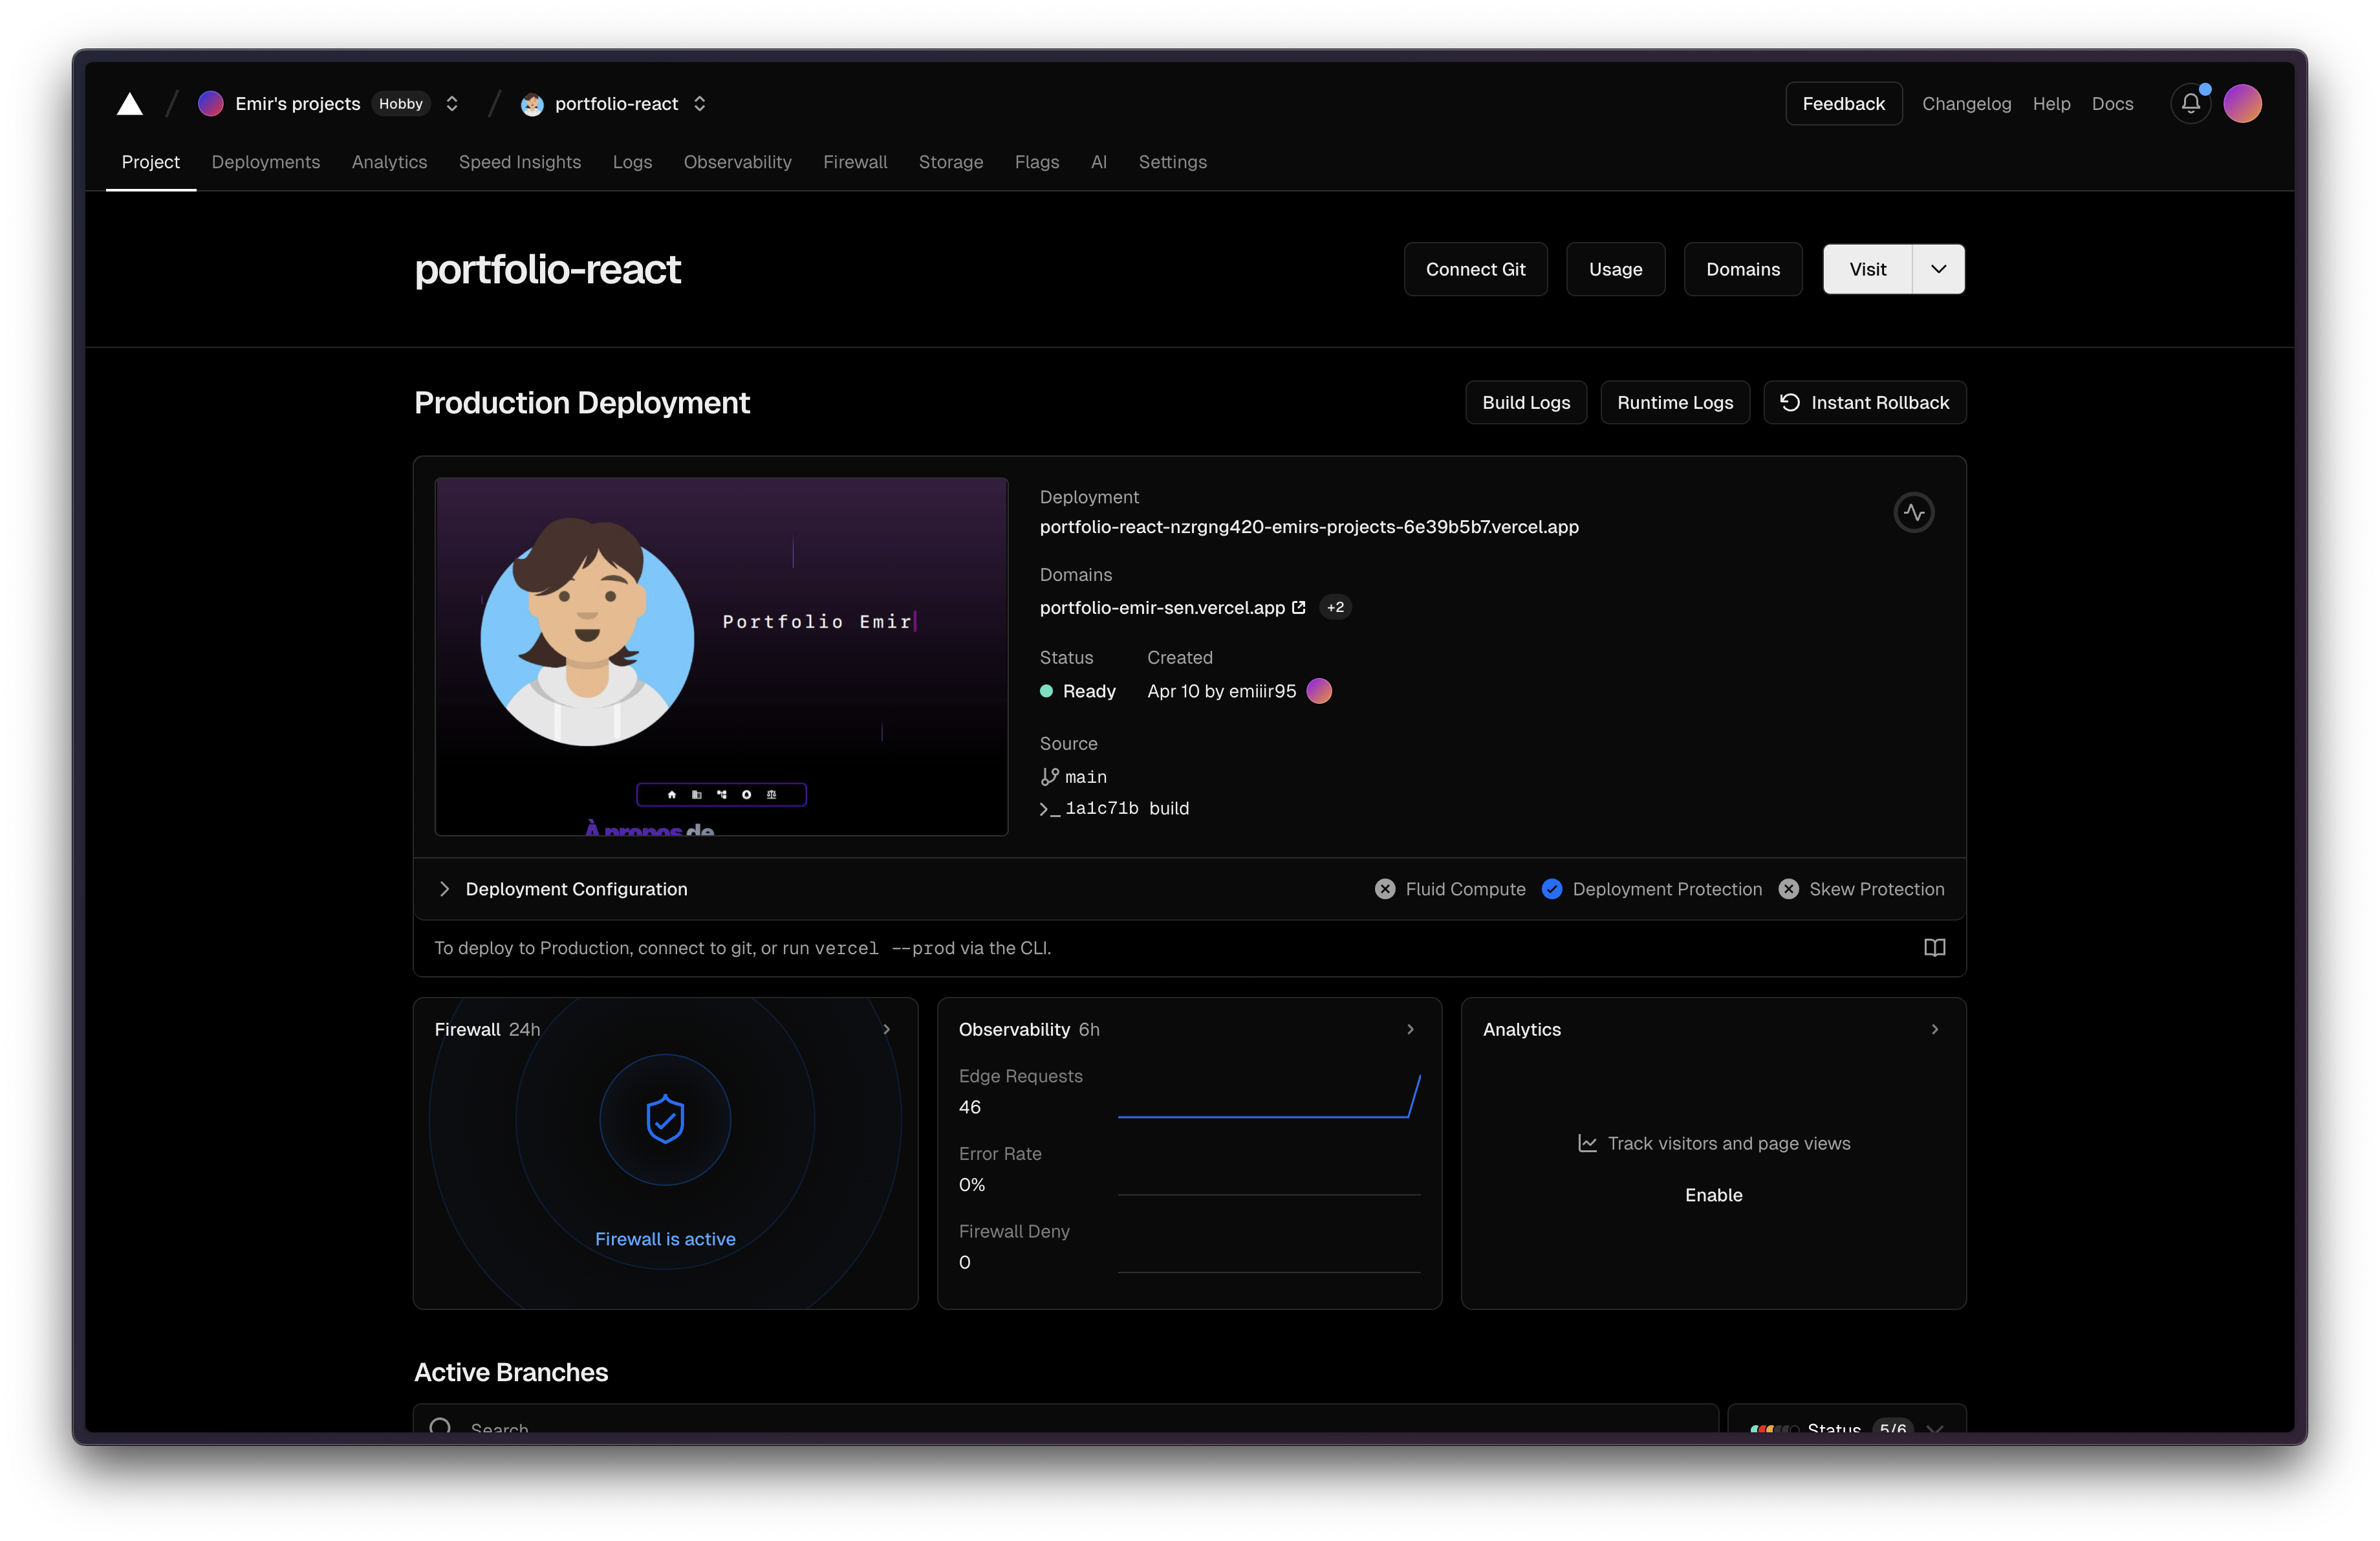 Emir's projects Hobby portfolio-react Feedback Changelog Help Docs
Project Deployments Analytics Speed Insights Logs Observability Firewall Storage Flags AI Settings
portfolio-react Connect Git Usage Domains Visit
Production Deployment Build Logs Runtime Logs Instant Rollback
Portfolio Emir
À propos de
Deployment
portfolio-react-nzrgng420-emirs-projects-6e39b5b7.vercel.app
Domains
portfolio-emir-sen.vercel.app +2
Status Created
Ready Apr 10 by emiiir95
Source
main
1a1c71b build
Deployment Configuration Fluid Compute Deployment Protection Skew Protection
To deploy to Production, connect to git, or run vercel --prod via the CLI.
Firewall 24h
Firewall is active
Observability 6h
Edge Requests
46
Error Rate
0%
Firewall Deny
0
Analytics
Track visitors and page views
Enable
Active Branches
Search Status 5/6